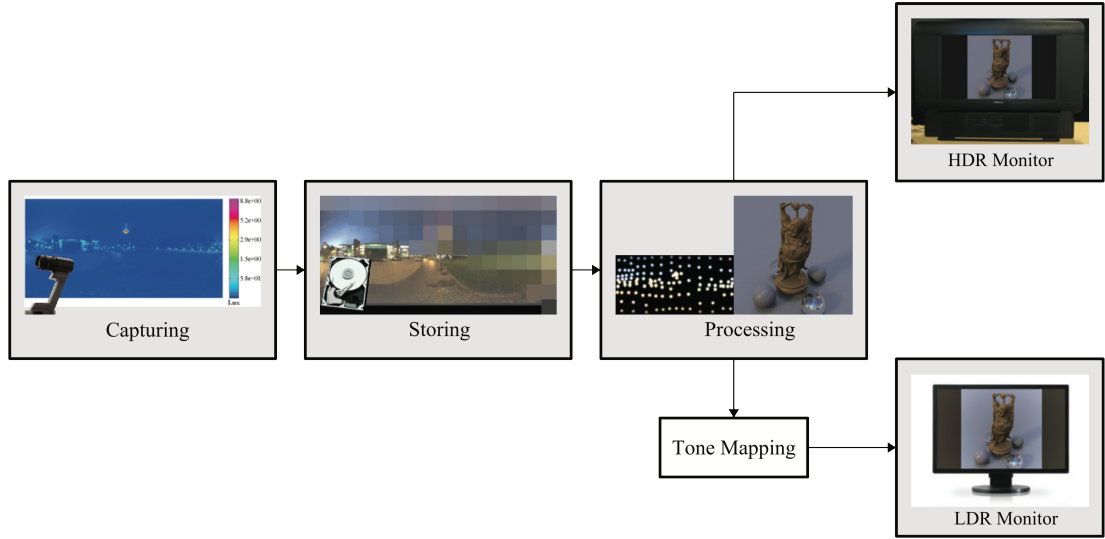 HDR Monitor
8.8e+00
5.2e+00
2.9e+00
1.5e+00
5.8e-01
Lux
Capturing
Storing
Processing
Tone Mapping
LDR Monitor